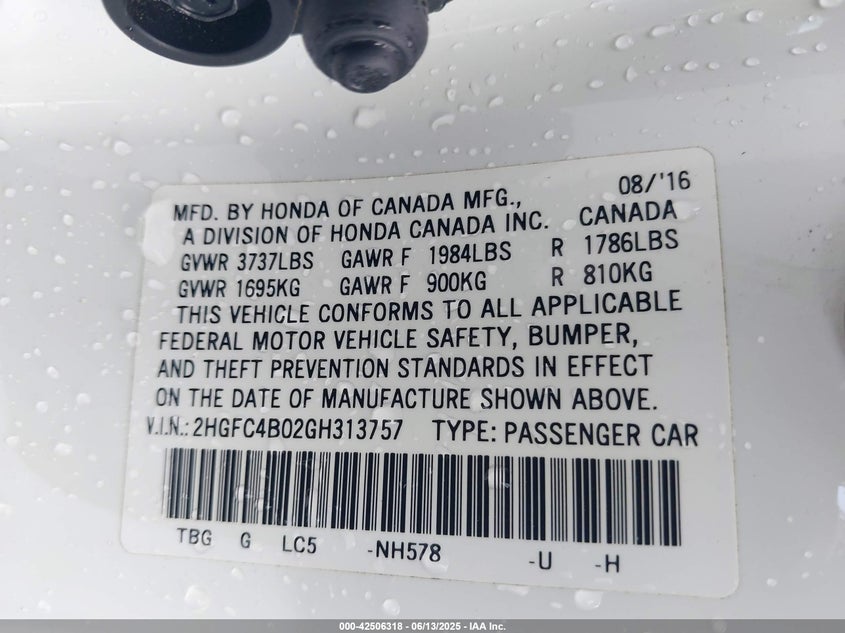 08/'16
MFD. BY HONDA OF CANADA MFG.,
A DIVISION OF HONDA CANADA INC. CANADA
GVWR 3737LBS GAWR F 1984LBS R 1786LBS
GVWR 1695KG GAWR F 900KG R 810KG
THIS VEHICLE CONFORMS TO ALL APPLICABLE
FEDERAL MOTOR VEHICLE SAFETY, BUMPER,
AND THEFT PREVENTION STANDARDS IN EFFECT
ON THE DATE OF MANUFACTURE SHOWN ABOVE.
V.I.N.: 2HGFC4B02GH313757 TYPE: PASSENGER CAR
TBG G LC5 -NH578 -U -H
000-42506318 - 06/13/2025 - IAA Inc.